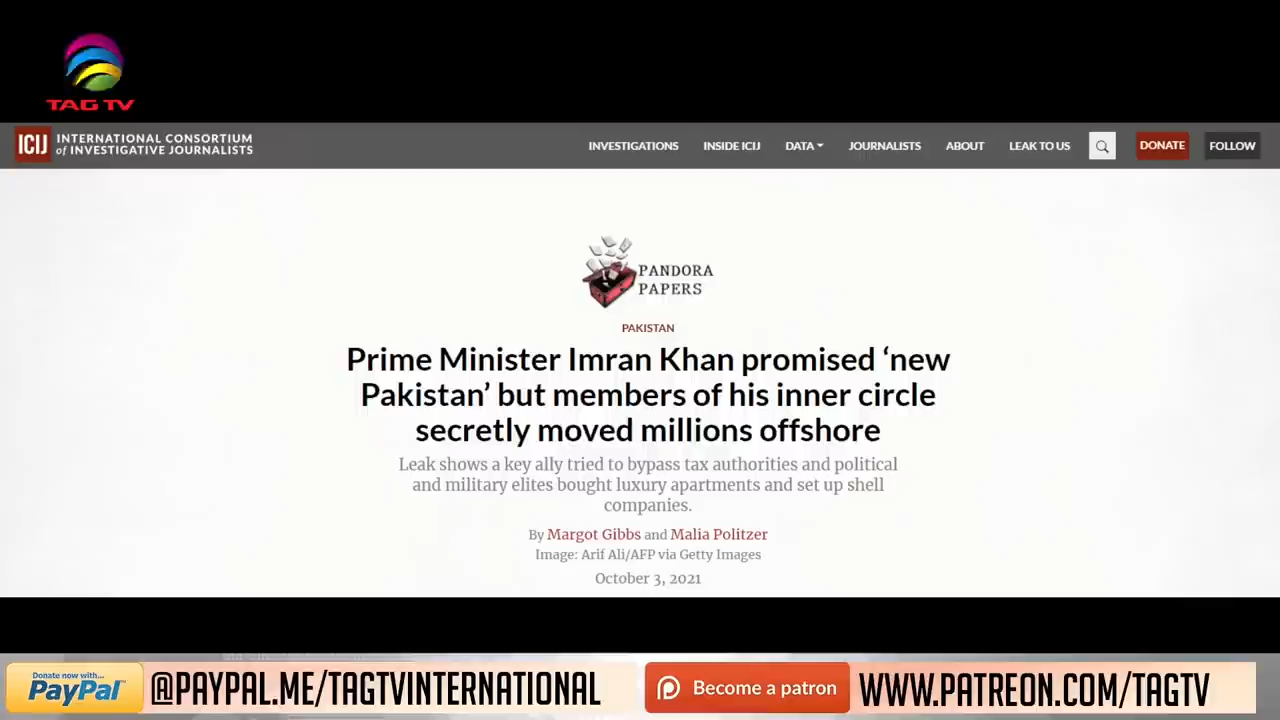 TAG TV
ICIJ INTERNATIONAL CONSORTIUM
of INVESTIGATIVE JOURNALISTS
INVESTIGATIONS INSIDE ICIJ DATA JOURNALISTS ABOUT LEAK TO US DONATE FOLLOW
PANDORA
PAPERS
PAKISTAN
Prime Minister Imran Khan promised ‘new
Pakistan’ but members of his inner circle
secretly moved millions offshore
Leak shows a key ally tried to bypass tax authorities and political
and military elites bought luxury apartments and set up shell
companies.
By Margot Gibbs and Malia Politzer
Image: Arif Ali/AFP via Getty Images
October 3, 2021
Donate now with...
PayPal
@PAYPAL.ME/TAGTVINTERNATIONAL
Become a patron
WWW.PATREON.COM/TAGTV